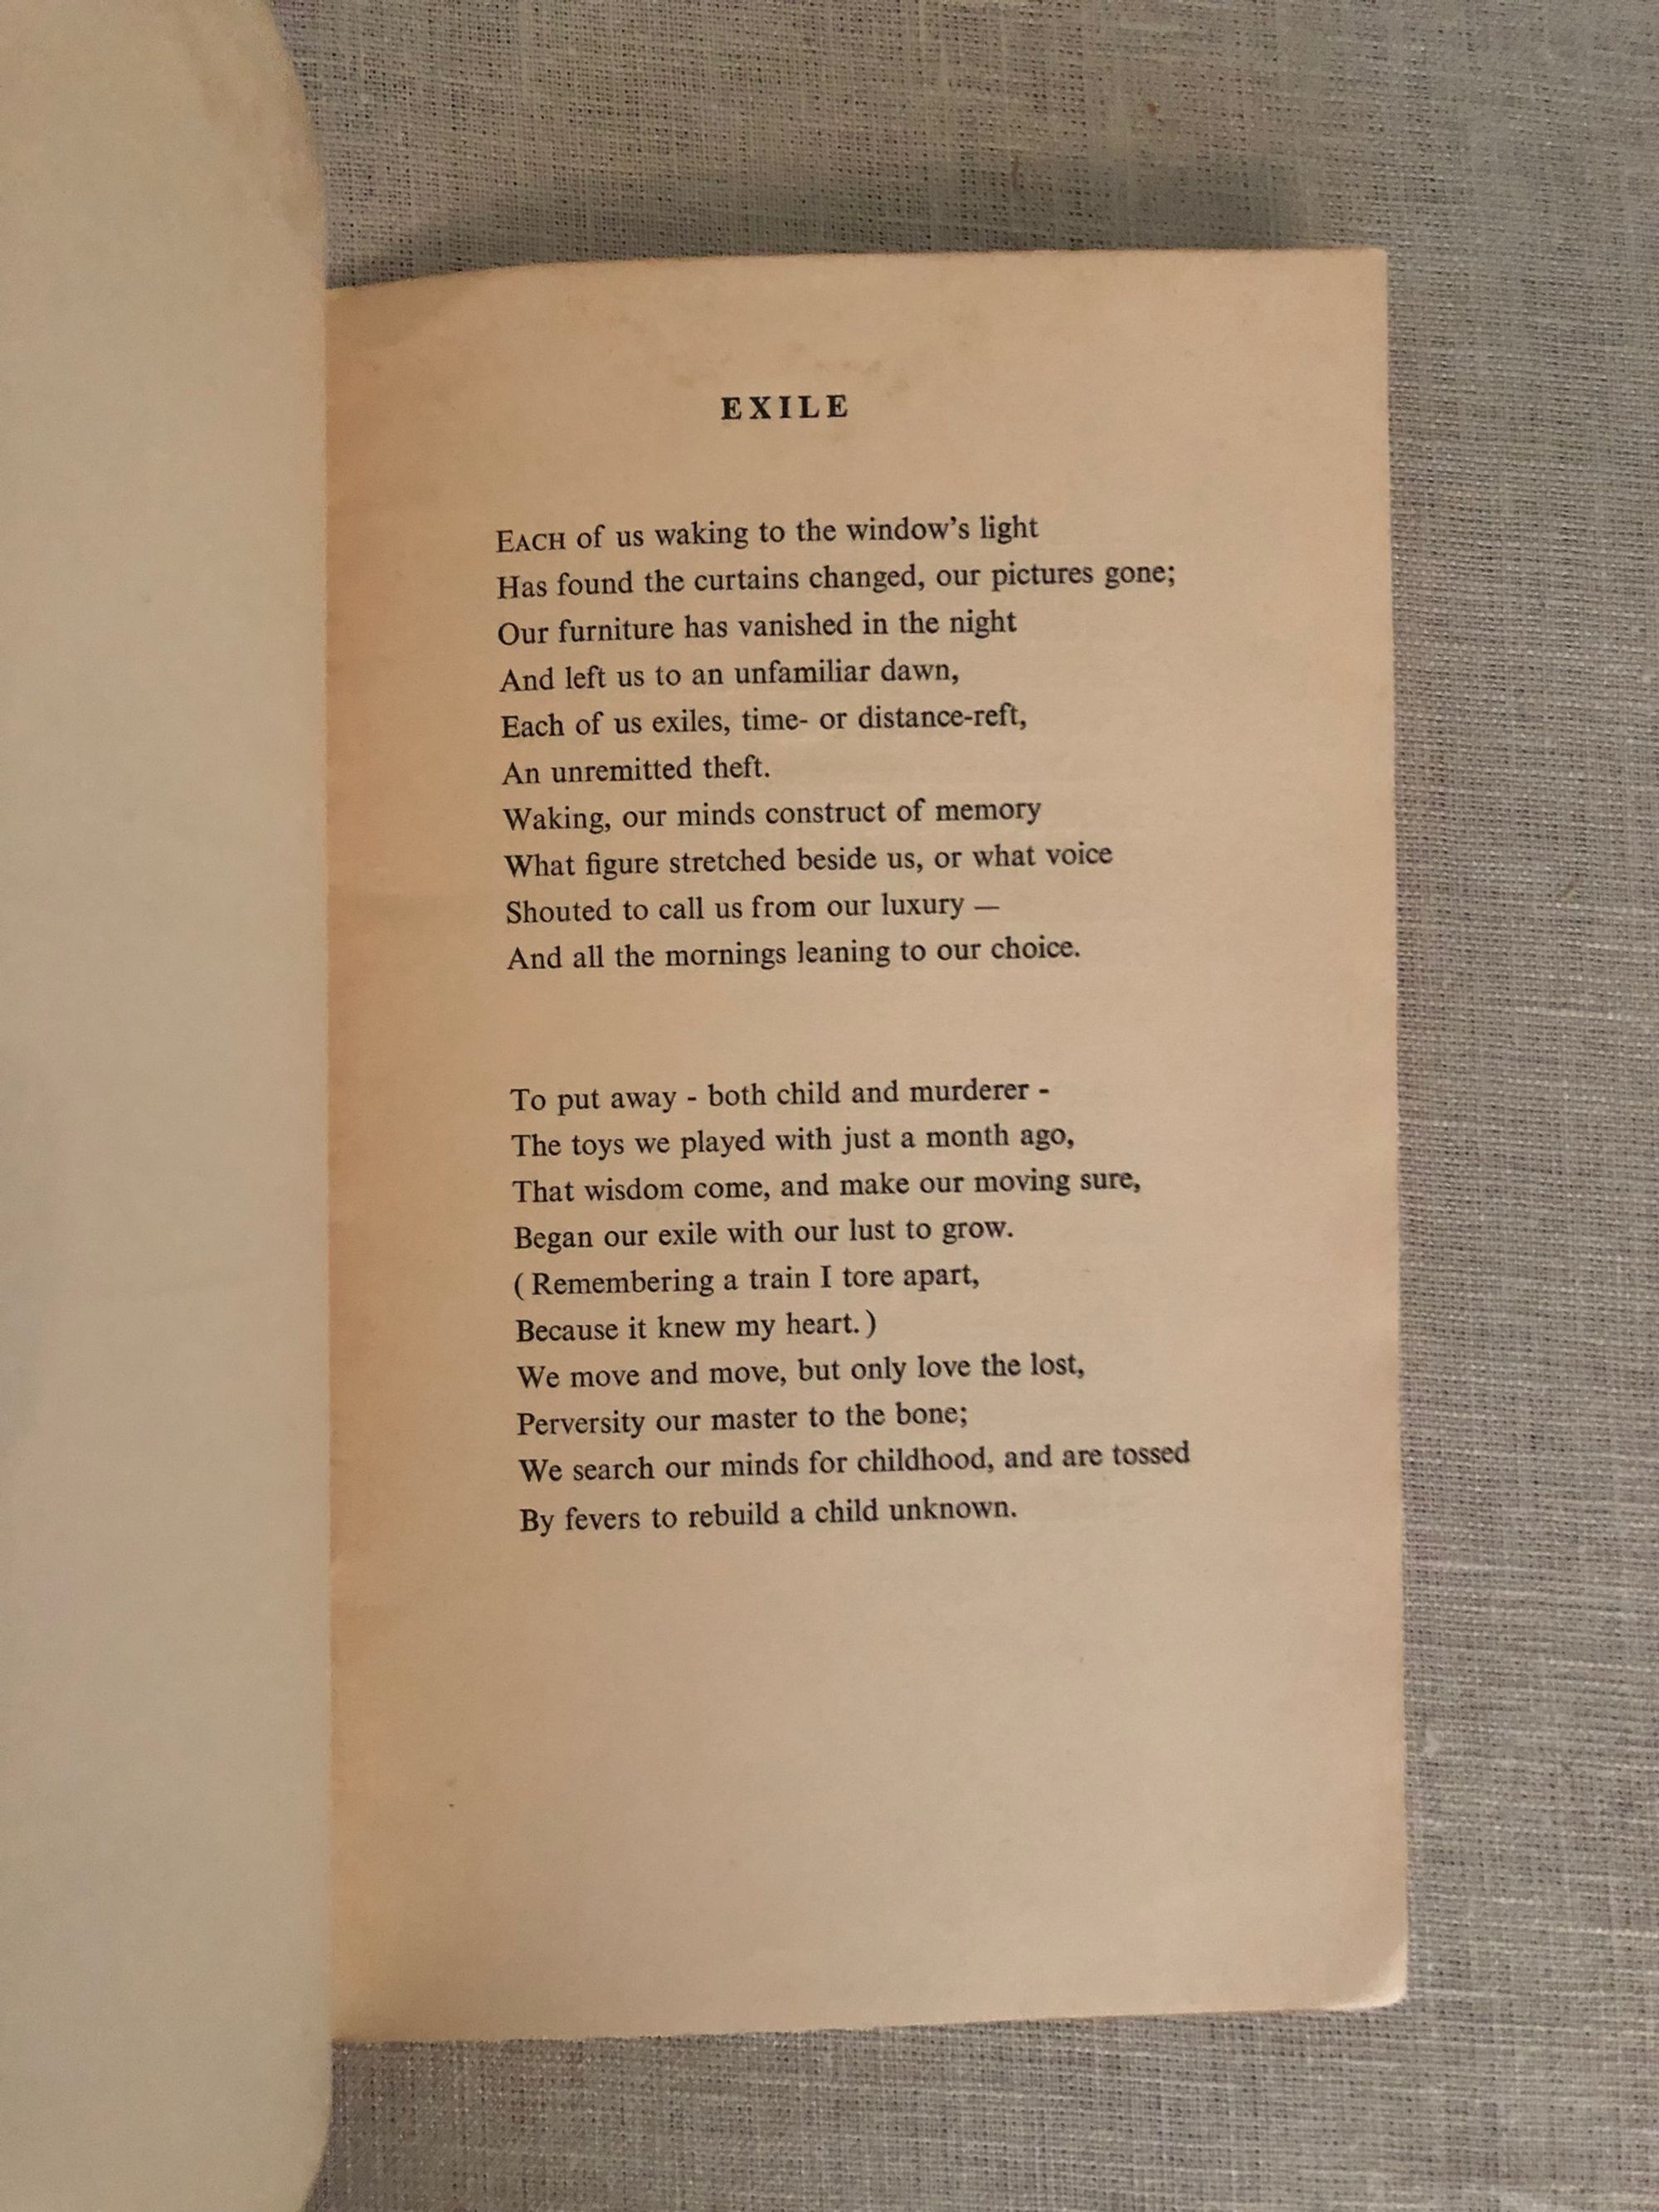 EXILE
EACH of us waking to the window's light
Has found the curtains changed, our pictures gone;
Our furniture has vanished in the night
And left us to an unfamiliar dawn,
Each of us exiles, time- or distance-reft,
An unremitted theft.
Waking, our minds construct of memory
What figure stretched beside us, or what voice
Shouted to call us from our luxury —
And all the mornings leaning to our choice.
To put away - both child and murderer -
The toys we played with just a month ago,
That wisdom come, and make our moving sure,
Began our exile with our lust to grow.
( Remembering a train I tore apart,
Because it knew my heart. )
We move and move, but only love the lost,
Perversity our master to the bone;
We search our minds for childhood, and are tossed
By fevers to rebuild a child unknown.